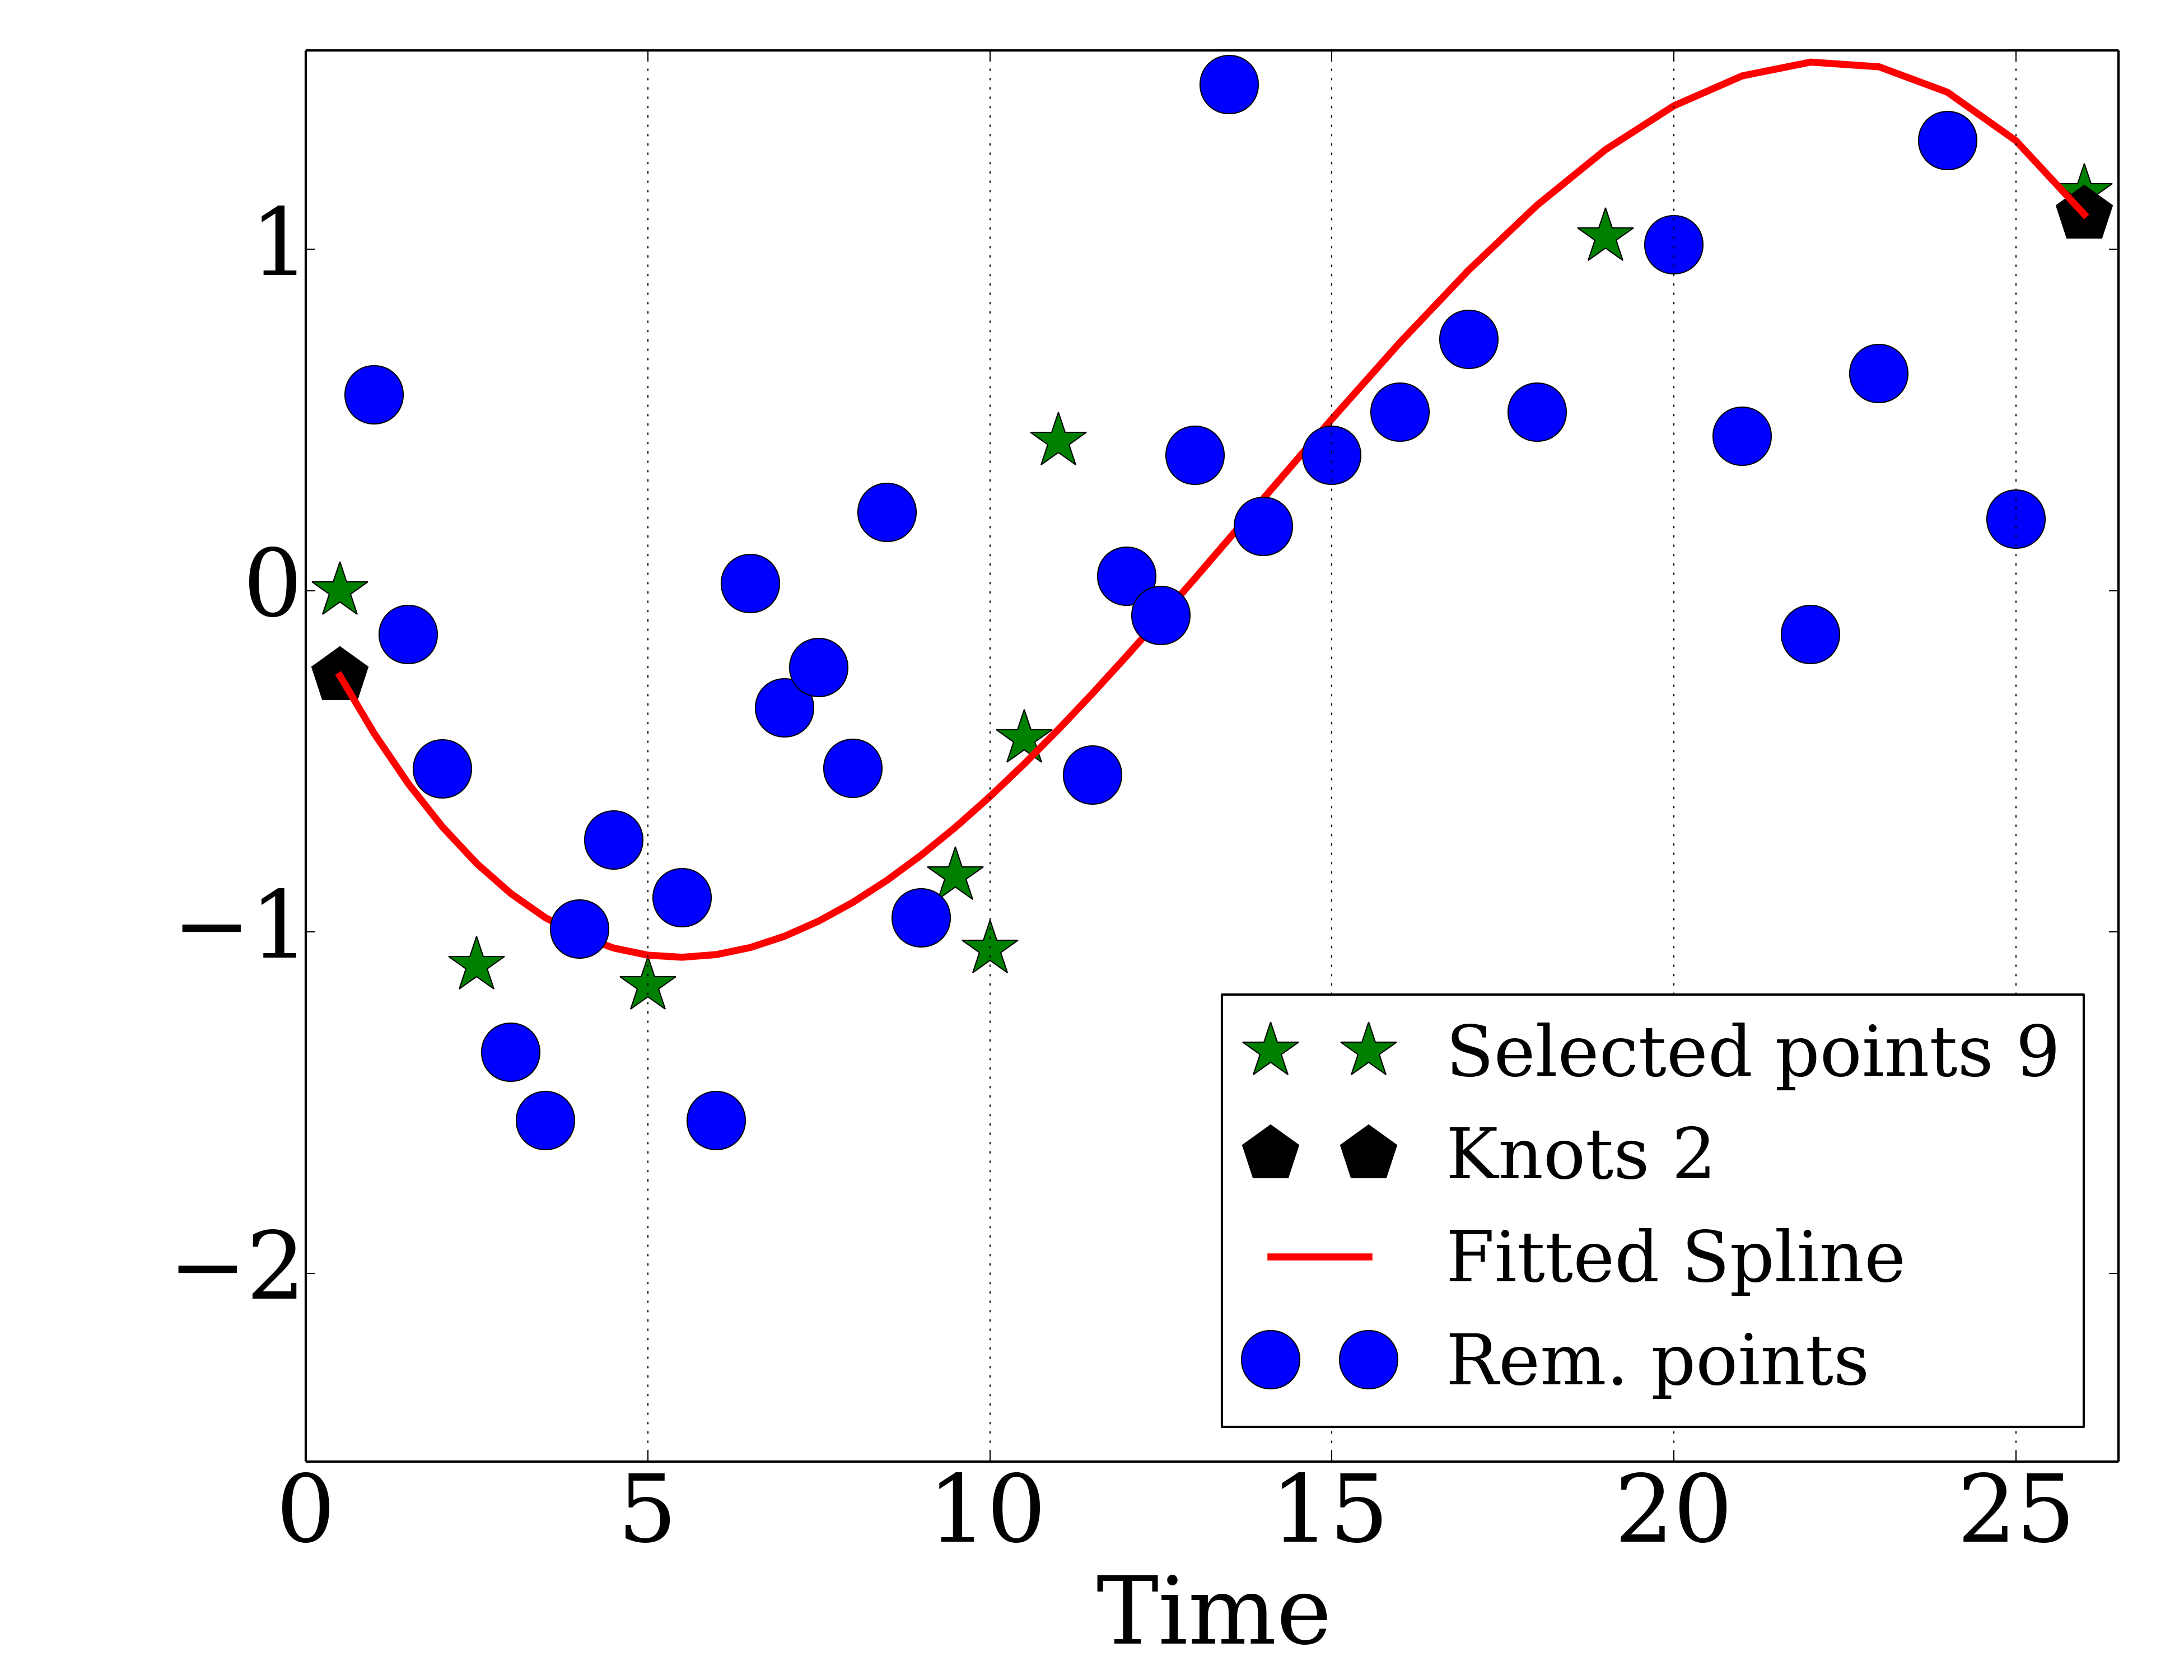 1
0
−1
−2
0 5 10 15 20 25
Time
Selected points 9
Knots 2
Fitted Spline
Rem. points